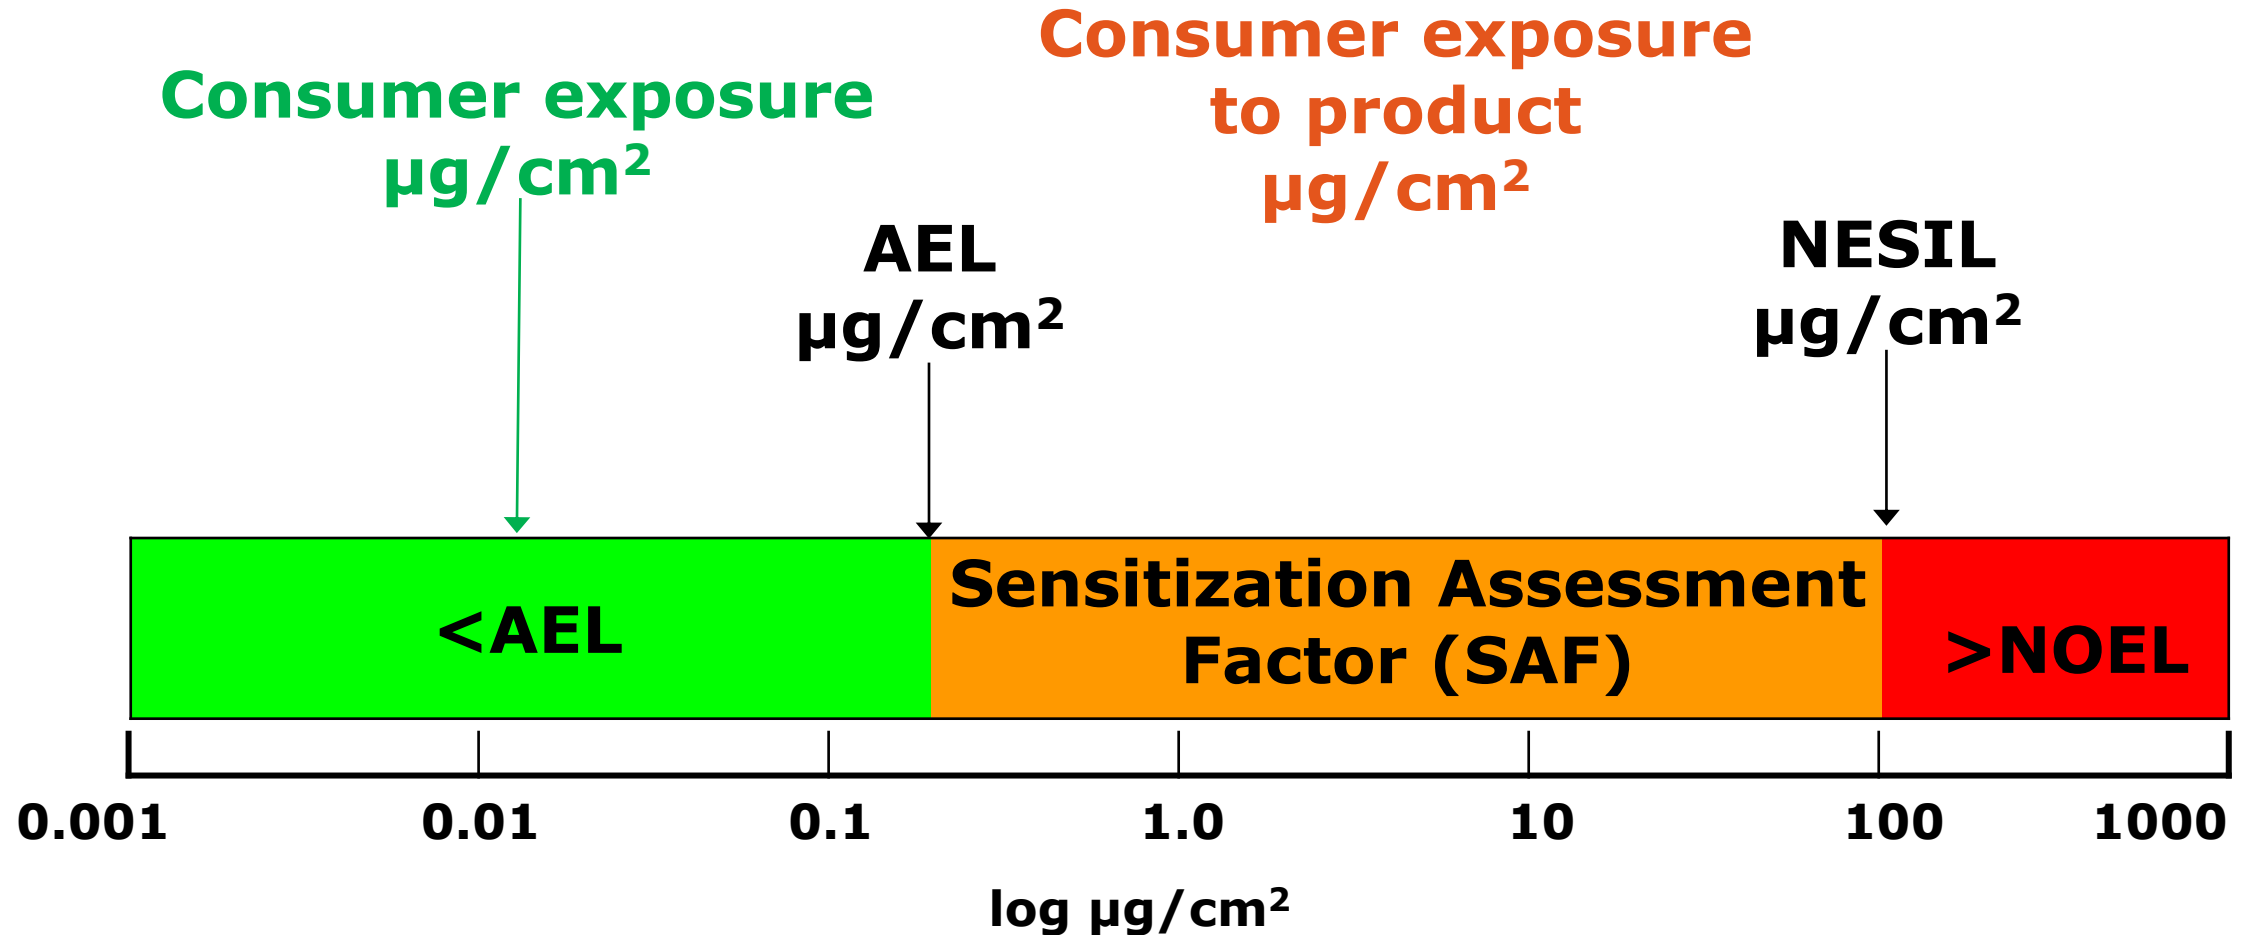 Consumer exposure
µg/cm²
Consumer exposure
to product
µg/cm²
AEL
µg/cm²
NESIL
µg/cm²
<AEL
Sensitization Assessment
Factor (SAF)
>NOEL
0.001
0.01
0.1
1.0
10
100
1000
log µg/cm²